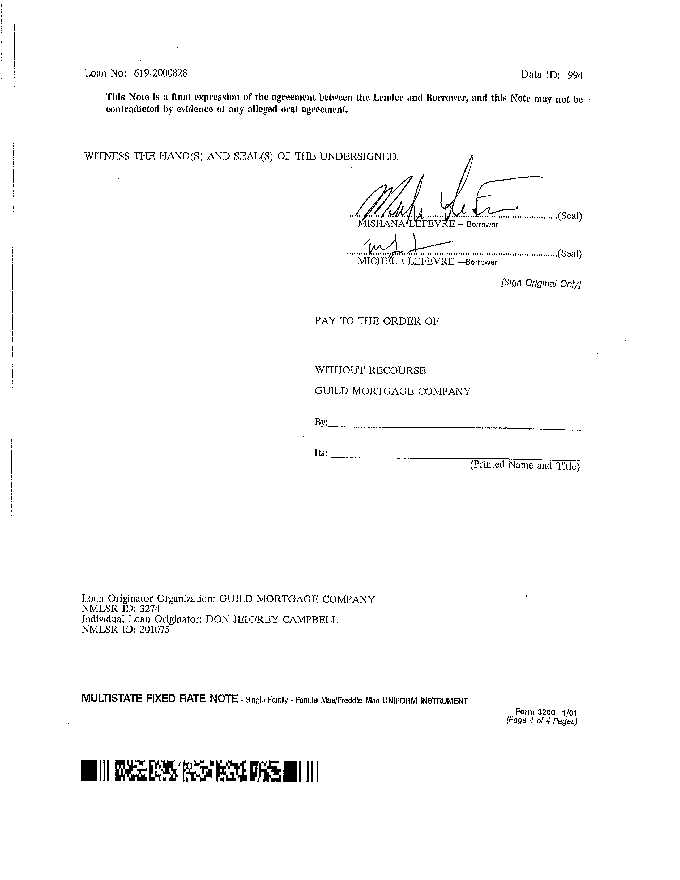 Loan No: 619-2000828 Data ID: 994
This Note is a final expression of the agreement between the Lender and Borrower, and this Note may not be
contradicted by evidence of any alleged oral agreement.
WITNESS THE HAND(S) AND SEAL(S) OF THE UNDERSIGNED.
(Seal)
MISHANA LEFEVRE —Borrower
(Seal)
LEFEVRE —Borrower
(Sign Original Only)
PAY TO THE ORDER OF
WITHOUT RECOURSE
GUILD MORTGAGE COMPANY
By:
Its:
(Printed Name and Title)
Loan Originator Organization: GUILD MORTGAGE COMPANY
NMLSR ID: 3274
Individual Loan Originator: DON JEFFREY CAMPBELL
NMLSR ID: 201075
MULTISTATE FIXED RATE NOTE - Single Family - Fannie Mae/Freddie Mac UNIFORM INSTRUMENT
Form 3200 1/01
(Page 4 of 4 Pages)